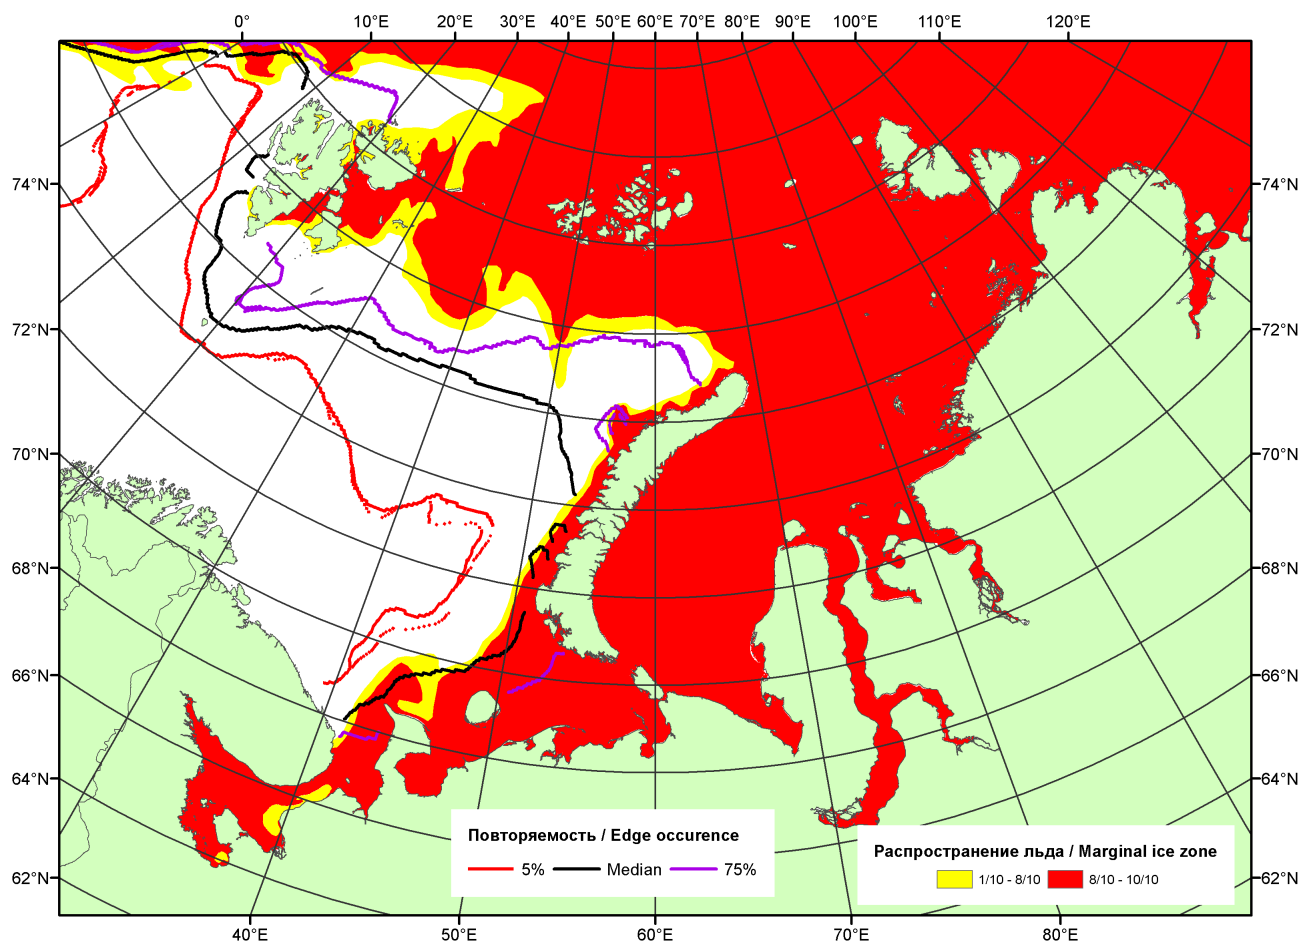 0° 10°E 20°E 30°E 40°E 50°E 60°E 70°E 80°E 90°E 100°E 110°E 120°E
74°N 74°N
72°N 72°N
70°N 70°N
68°N 68°N
66°N 66°N
64°N 64°N
62°N 62°N
Повторяемость / Edge occurence
5% Median 75%
Распространение льда / Marginal ice zone
1/10 - 8/10 8/10 - 10/10
40°E 50°E 60°E 70°E 80°E